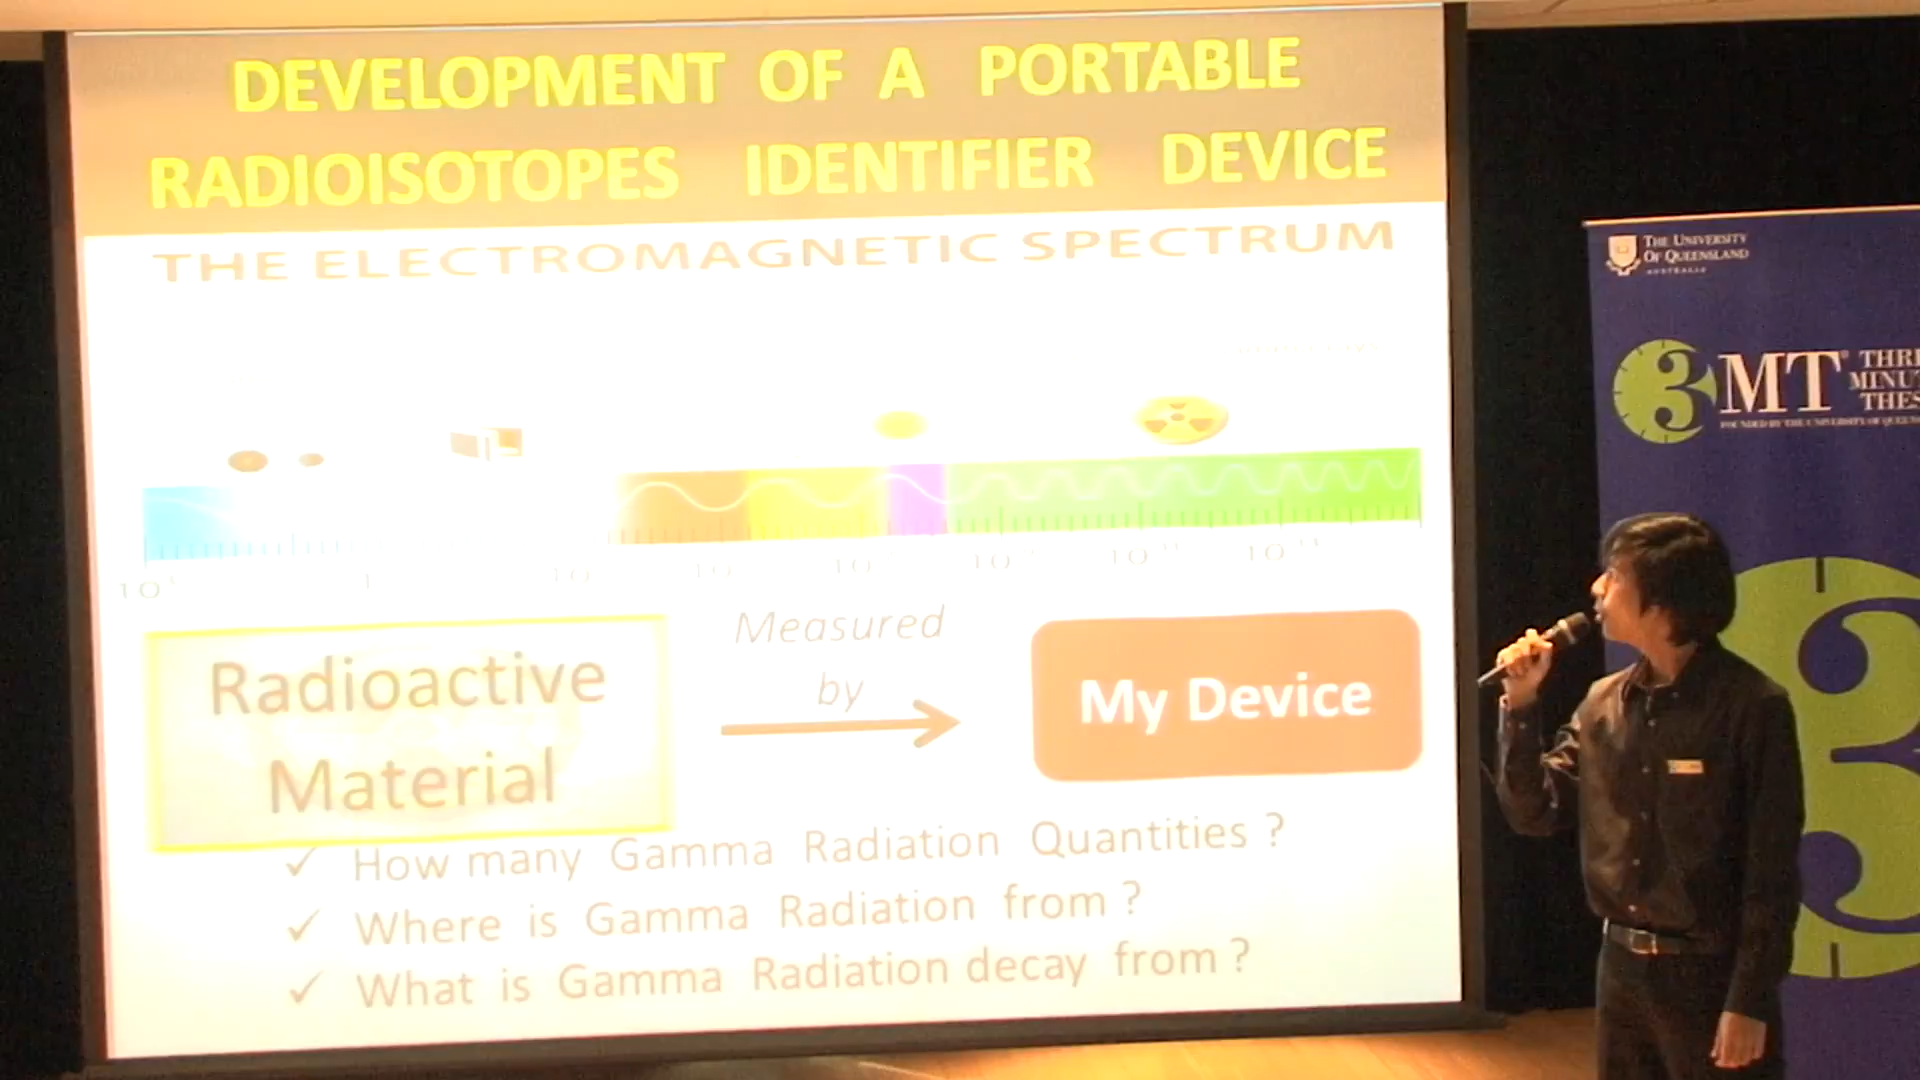 DEVELOPMENT OF A PORTABLE
RADIOISOTOPES IDENTIFIER DEVICE
THE ELECTROMAGNETIC SPECTRUM
Radioactive
Material
Measured
by
My Device
✓ How many Gamma Radiation Quantities ?
✓ Where is Gamma Radiation from ?
✓ What is Gamma Radiation decay from ?
THE UNIVERSITY
OF QUEENSLAND
AUSTRALIA
3MT®